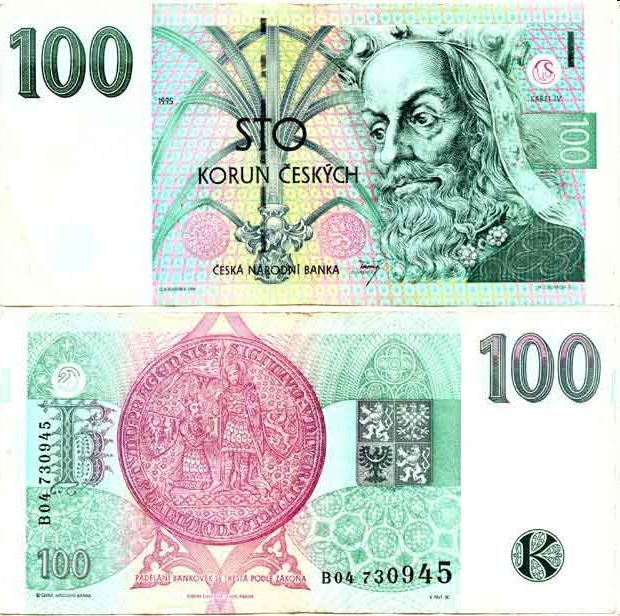 100
1995
STO
KORUN ČESKÝCH
ČESKÁ NÁRODNÍ BANKA
KAREL IV.
100
100
B04 730945
100
PADĚLÁNÍ BANKOVEK SE TRESTÁ PODLE ZÁKONA
B04 730945
K